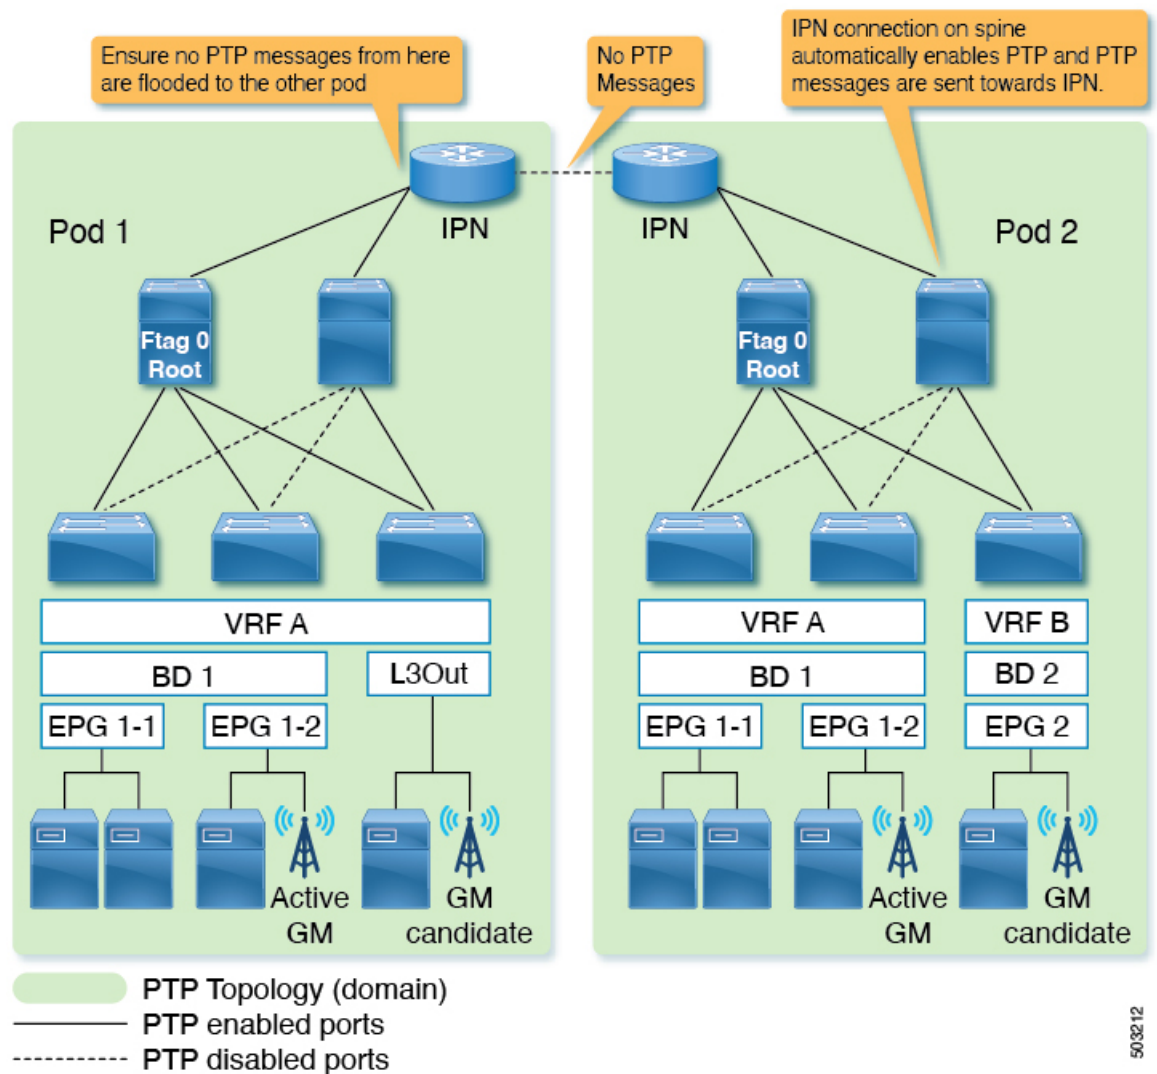 Ensure no PTP messages from here
are flooded to the other pod
No PTP
Messages
IPN connection on spine
automatically enables PTP and PTP
messages are sent towards IPN.
Pod 1
IPN
IPN
Pod 2
Ftag 0
Root
Ftag 0
Root
VRF A
VRF A
VRF B
BD 1
L3Out
BD 1
BD 2
EPG 1-1
EPG 1-2
EPG 1-1
EPG 1-2
EPG 2
Active
GM
GM
candidate
Active
GM
GM
candidate
PTP Topology (domain)
PTP enabled ports
PTP disabled ports
503212